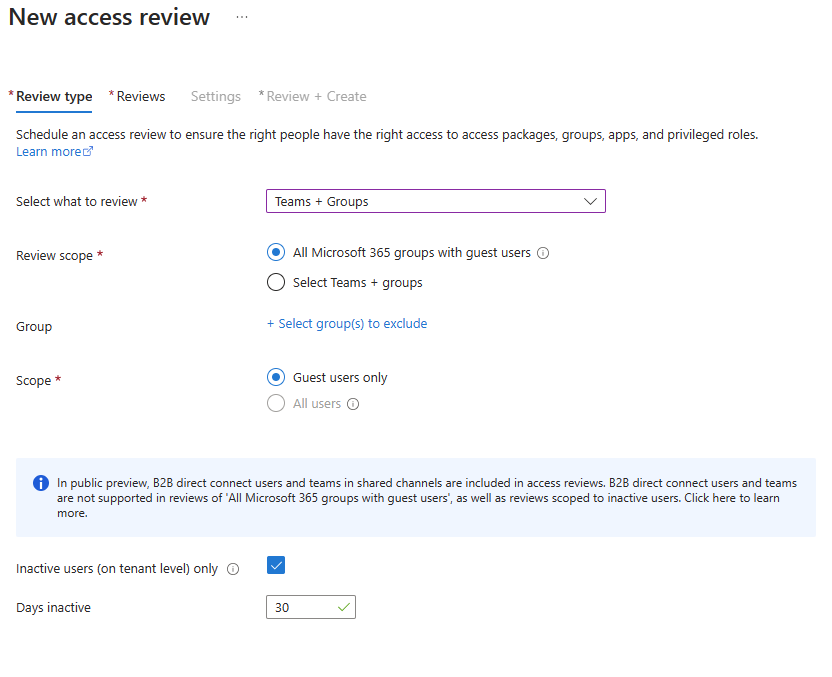 New access review ...
* Review type * Reviews Settings * Review + Create
Schedule an access review to ensure the right people have the right access to access packages, groups, apps, and privileged roles.
Learn more
Select what to review * Teams + Groups
Review scope * All Microsoft 365 groups with guest users
Select Teams + groups
Group + Select group(s) to exclude
Scope * Guest users only
All users
In public preview, B2B direct connect users and teams in shared channels are included in access reviews. B2B direct connect users and teams
are not supported in reviews of 'All Microsoft 365 groups with guest users', as well as reviews scoped to inactive users. Click here to learn
more.
Inactive users (on tenant level) only
Days inactive 30